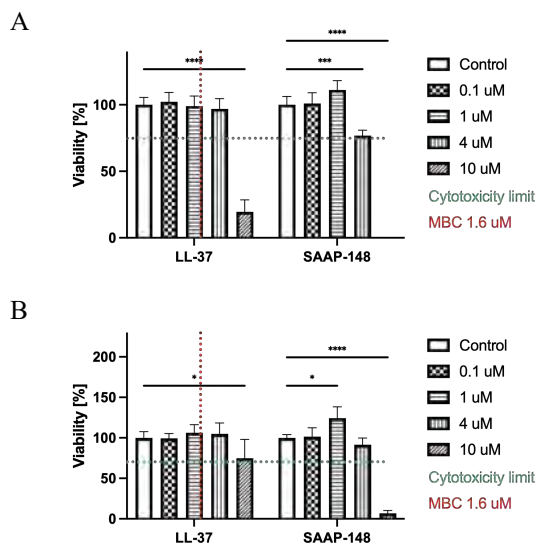 A
****
****
***
100
50
0
Viability [%]
LL-37
SAAP-148
Control
0.1 uM
1 uM
4 uM
10 uM
Cytotoxicity limit
MBC 1.6 uM
B
****
*
*
200
150
100
50
0
Viability [%]
LL-37
SAAP-148
Control
0.1 uM
1 uM
4 uM
10 uM
Cytotoxicity limit
MBC 1.6 uM